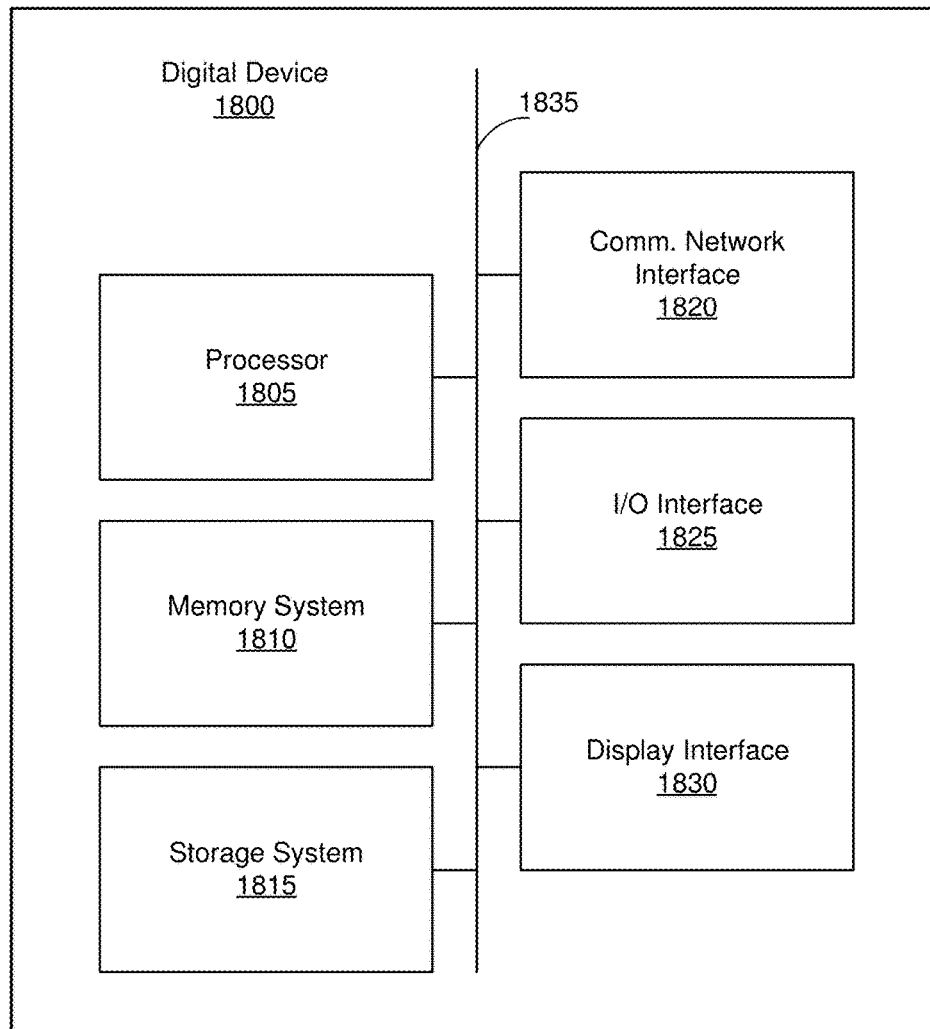 Digital Device
1800
1835
Comm. Network
Interface
1820
Processor
1805
I/O Interface
1825
Memory System
1810
Display Interface
1830
Storage System
1815